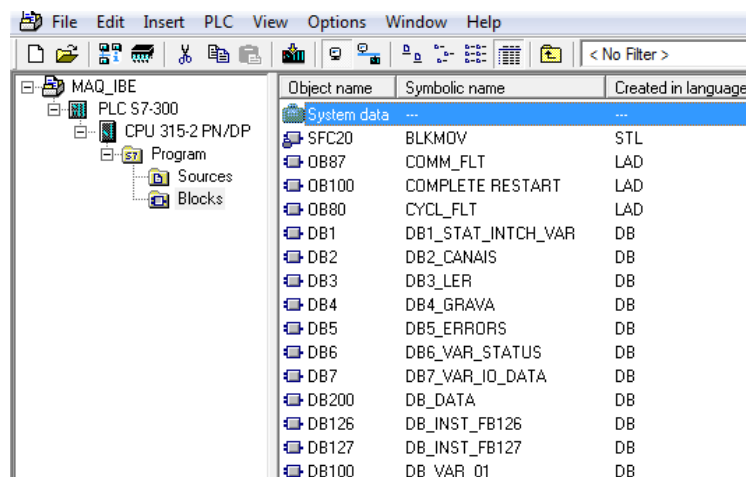 File Edit Insert PLC View Options Window Help
< No Filter >
MAQ_IBE
PLC S7-300
CPU 315-2 PN/DP
S7 Program
Sources
Blocks
Object name Symbolic name Created in language
System data --- ---
SFC20 BLKMOV STL
OB87 COMM_FLT LAD
OB100 COMPLETE RESTART LAD
OB80 CYCL_FLT LAD
DB1 DB1_STAT_INTCH_VAR DB
DB2 DB2_CANAIS DB
DB3 DB3_LER DB
DB4 DB4_GRAVA DB
DB5 DB5_ERRORS DB
DB6 DB6_VAR_STATUS DB
DB7 DB7_VAR_IO_DATA DB
DB200 DB_DATA DB
DB126 DB_INST_FB126 DB
DB127 DB_INST_FB127 DB
DB100 DB_VAR_01 DB